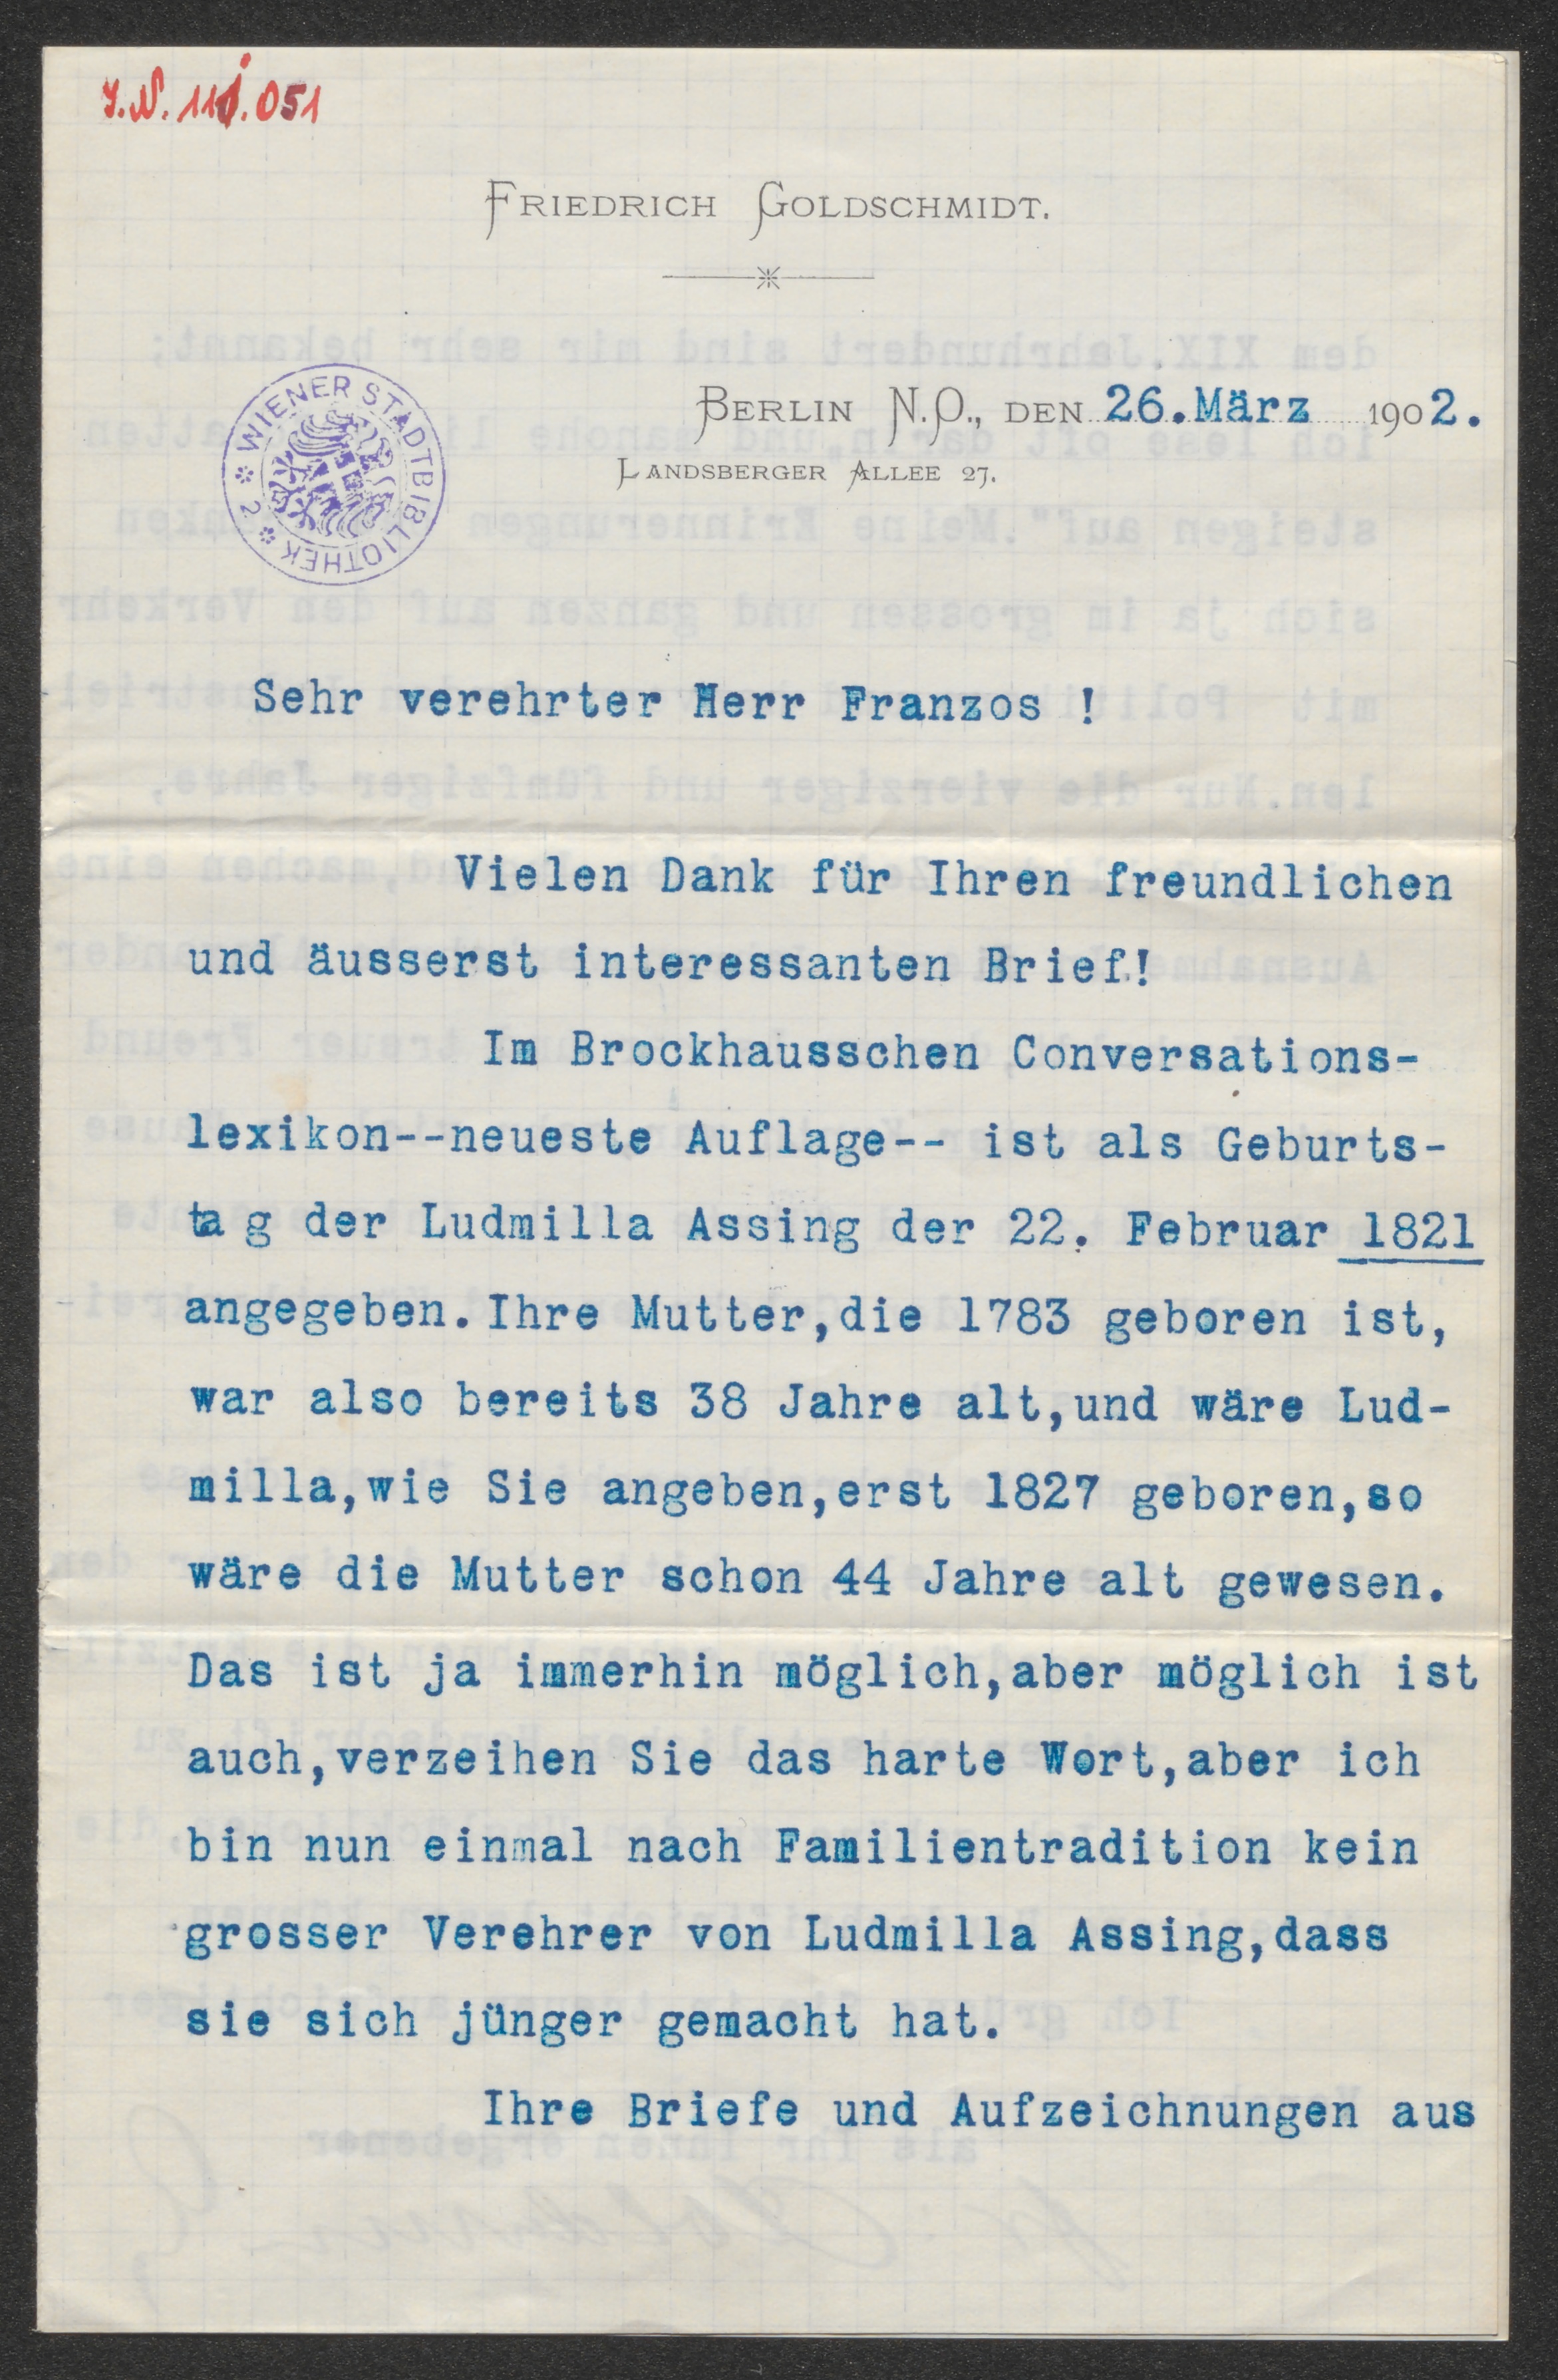 J.N. 111.051
FRIEDRICH GOLDSCHMIDT.
WIENER STADTBIBLIOTHEK 2
BERLIN N.O., DEN 26.März 1902.
LANDSBERGER ALLEE 27.
Sehr verehrter Herr Franzos !
Vielen Dank für Ihren freundlichen
und äusserst interessanten Brief!
Im Brockhausschen Conversations-
lexikon--neueste Auflage-- ist als Geburts-
tag der Ludmilla Assing der 22. Februar 1821
angegeben.Ihre Mutter,die 1783 geboren ist,
war also bereits 38 Jahre alt,und wäre Lud-
milla,wie Sie angeben,erst 1827 geboren,so
wäre die Mutter schon 44 Jahre alt gewesen.
Das ist ja immerhin möglich,aber möglich ist
auch,verzeihen Sie das harte Wort,aber ich
bin nun einmal nach Familientradition kein
grosser Verehrer von Ludmilla Assing,dass
sie sich jünger gemacht hat.
Ihre Briefe und Aufzeichnungen aus